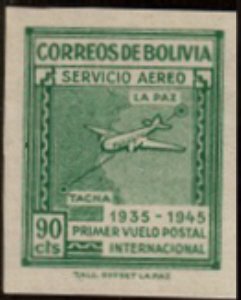 CORREOS DE BOLIVIA
SERVICIO AEREO
LA PAZ
TACNA
1935 - 1945
90
cts
PRIMER VUELO POSTAL
INTERNACIONAL
TALL. OFFSET LA PAZ